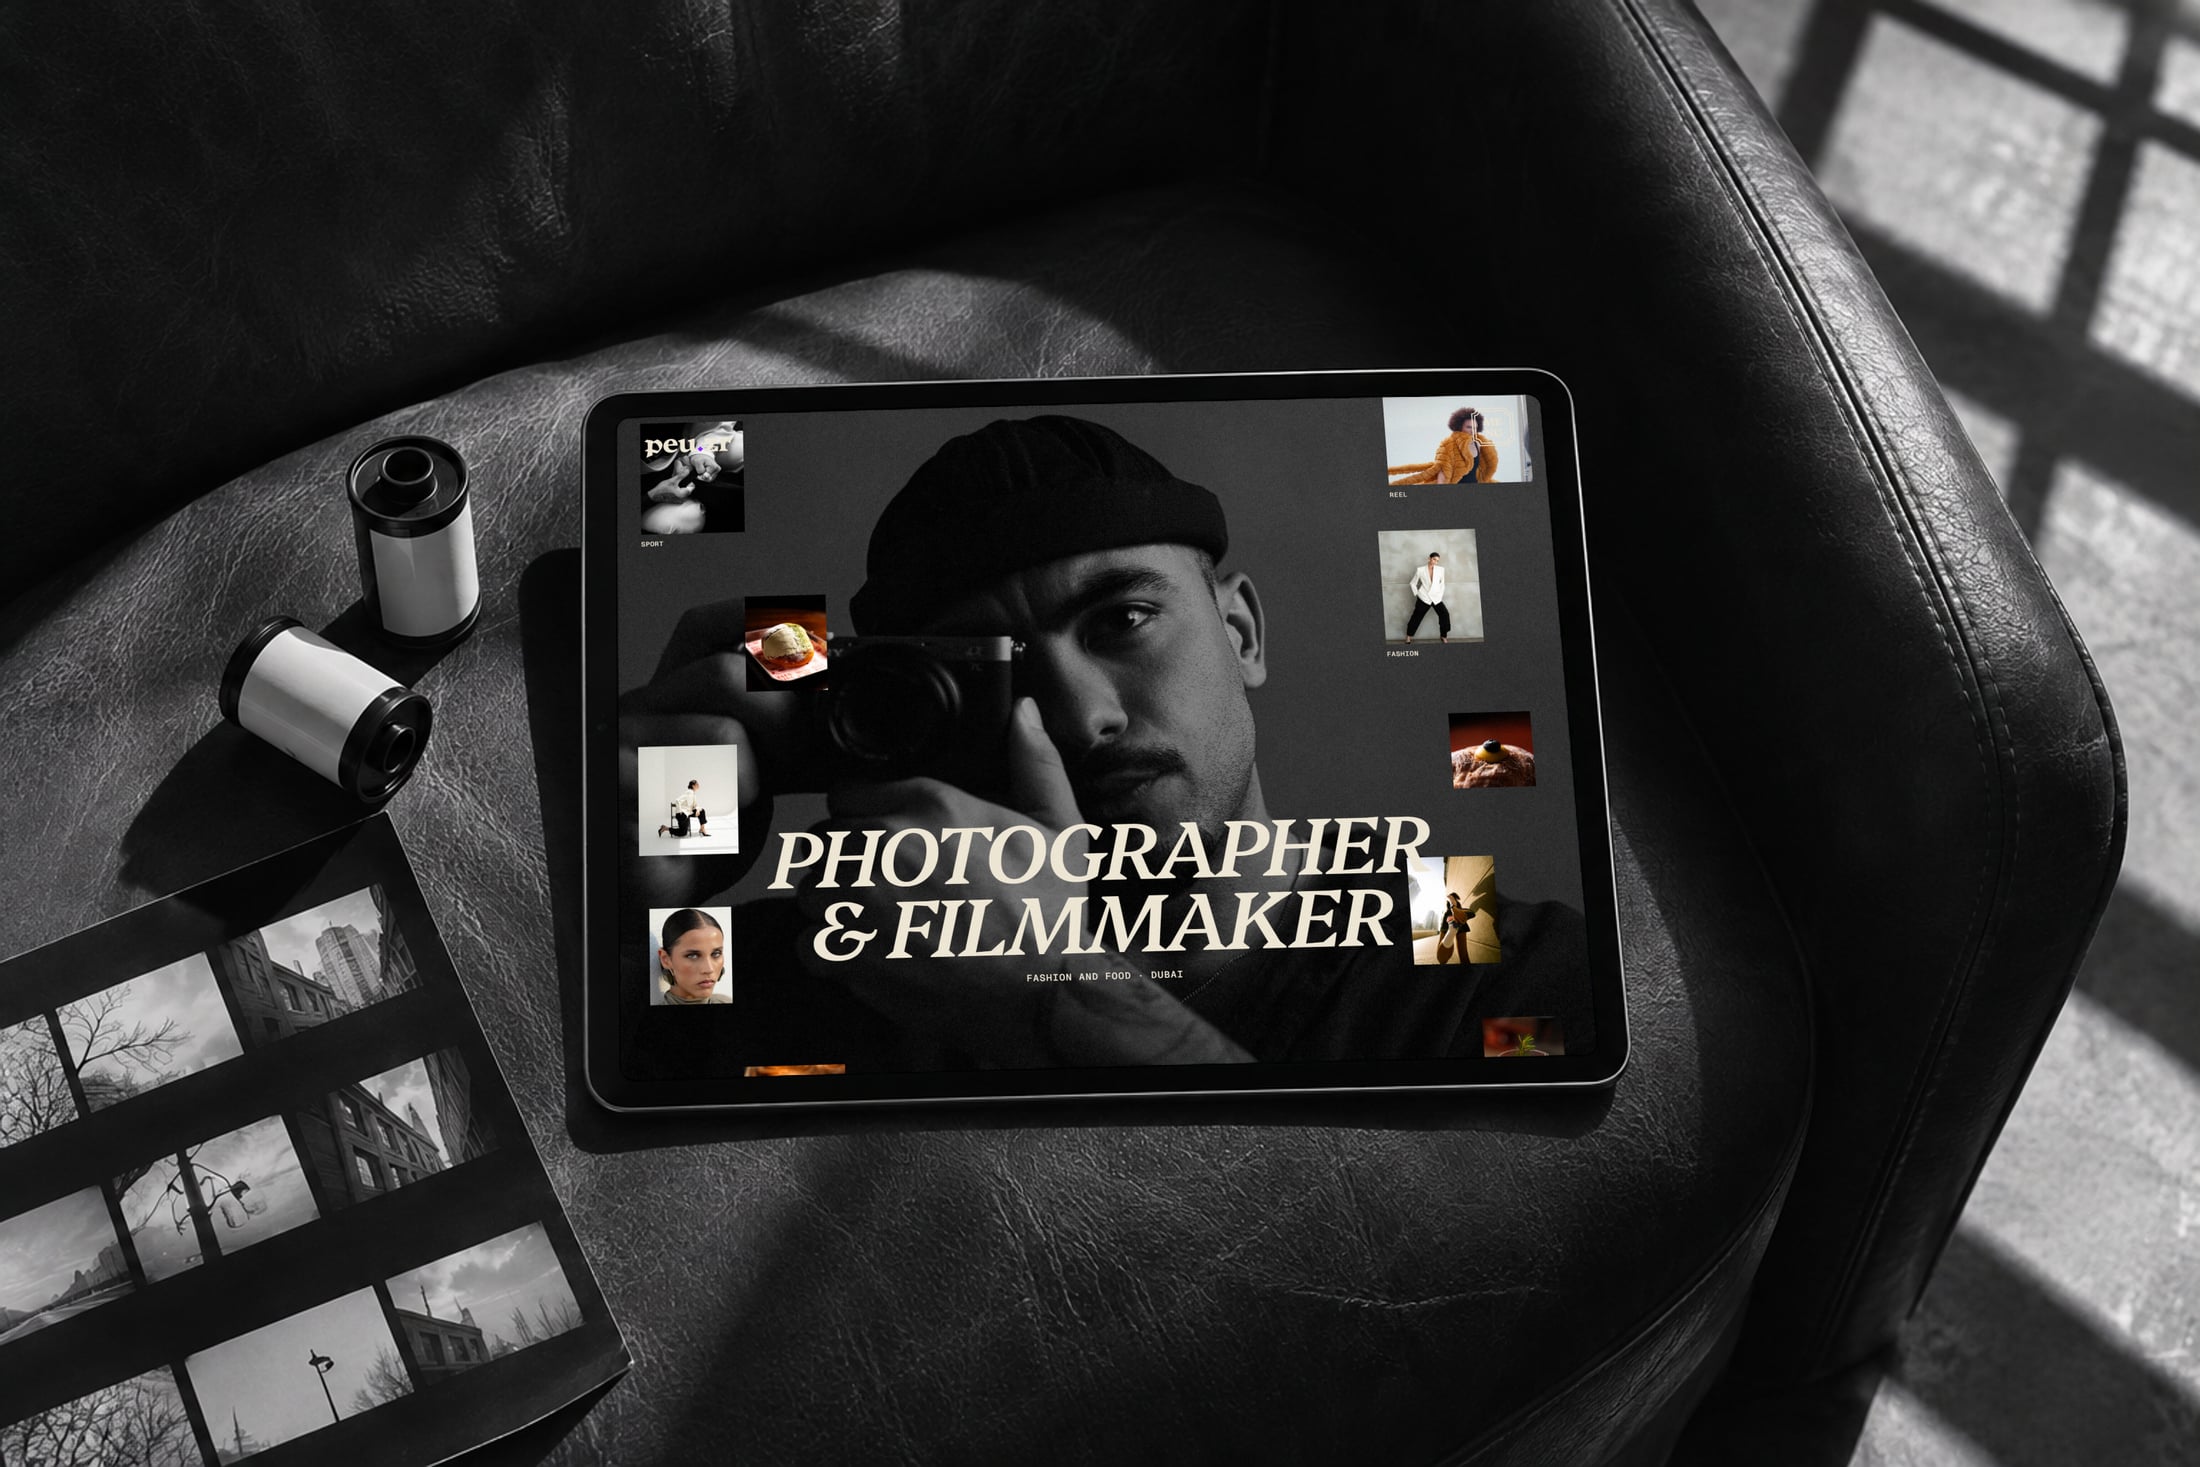 SPORT
REEL
FASHION
PHOTOGRAPHER
& FILMMAKER
FASHION AND FOOD · DUBAI